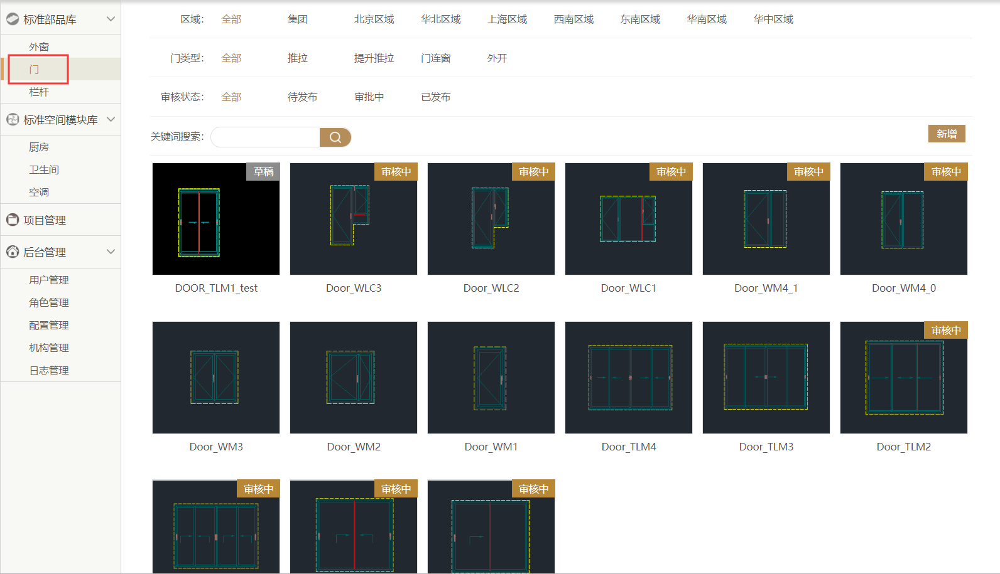 标准部品库
外窗
门
栏杆
标准空间模块库
厨房
卫生间
空调
项目管理
后台管理
用户管理
角色管理
配置管理
机构管理
日志管理
区域： 全部 集团 北京区域 华北区域 上海区域 西南区域 东南区域 华南区域 华中区域
门类型： 全部 推拉 提升推拉 门连窗 外开
审核状态： 全部 待发布 审批中 已发布
关键词搜索：
新增
草稿 审核中 审核中 审核中 审核中 审核中
DOOR_TLM1_test Door_WLC3 Door_WLC2 Door_WLC1 Door_WM4_1 Door_WM4_0
审核中
Door_WM3 Door_WM2 Door_WM1 Door_TLM4 Door_TLM3 Door_TLM2
审核中 审核中 审核中